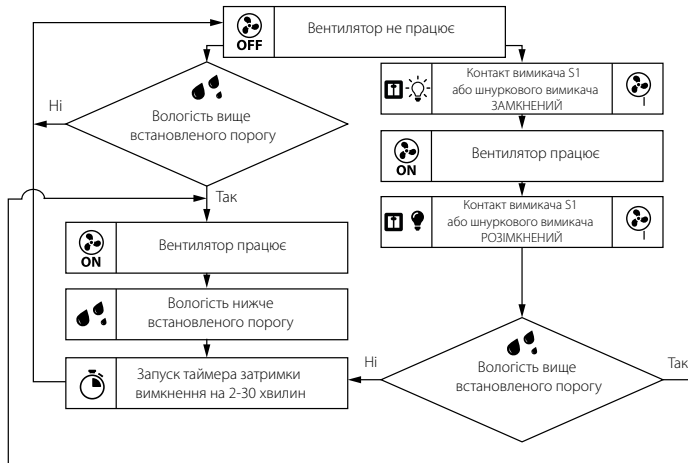 OFF
Вентилятор не працює
Вологість вище
встановленого порогу
Ні
Так
ON
Вентилятор працює
Вологість нижче
встановленого порогу
Запуск таймера затримки
вимкнення на 2-30 хвилин
Контакт вимикача S1
або шнуркового вимикача
ЗАМКНЕНИЙ
ON
Вентилятор працює
Контакт вимикача S1
або шнуркового вимикача
РОЗІМКНЕНИЙ
Вологість вище
встановленого порогу
Ні
Так